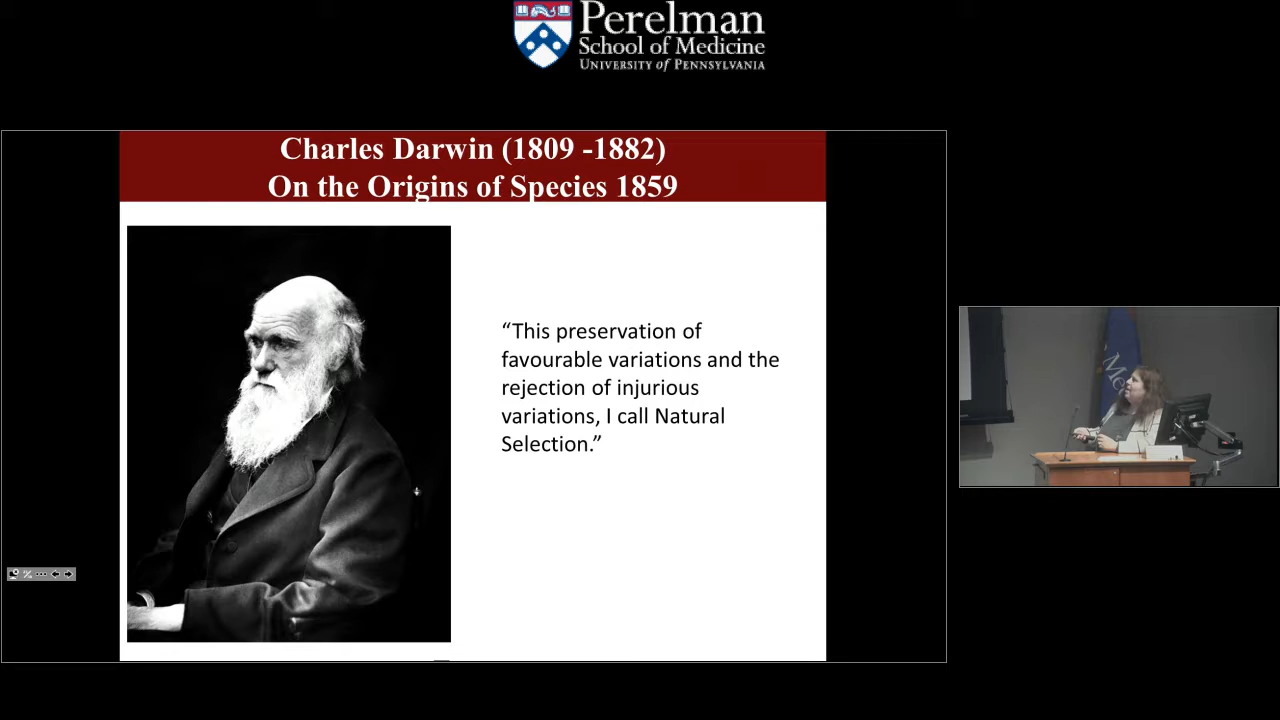 Perelman
School of Medicine
UNIVERSITY of PENNSYLVANIA
Charles Darwin (1809 -1882)
On the Origins of Species 1859
“This preservation of
favourable variations and the
rejection of injurious
variations, I call Natural
Selection.”
Me